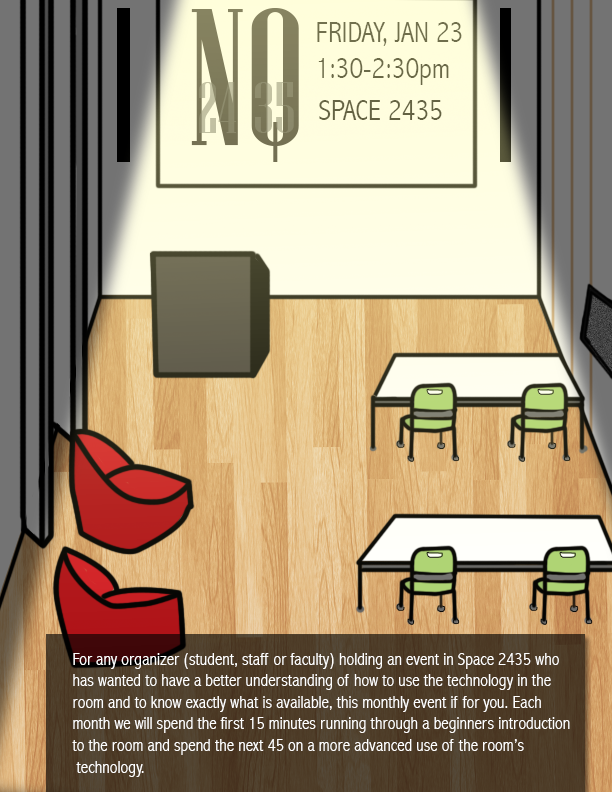 NQ
2435
FRIDAY, JAN 23
1:30-2:30pm
SPACE 2435
For any organizer (student, staff or faculty) holding an event in Space 2435 who
has wanted to have a better understanding of how to use the technology in the
room and to know exactly what is available, this monthly event if for you. Each
month we will spend the first 15 minutes running through a beginners introduction
to the room and spend the next 45 on a more advanced use of the room's
technology.